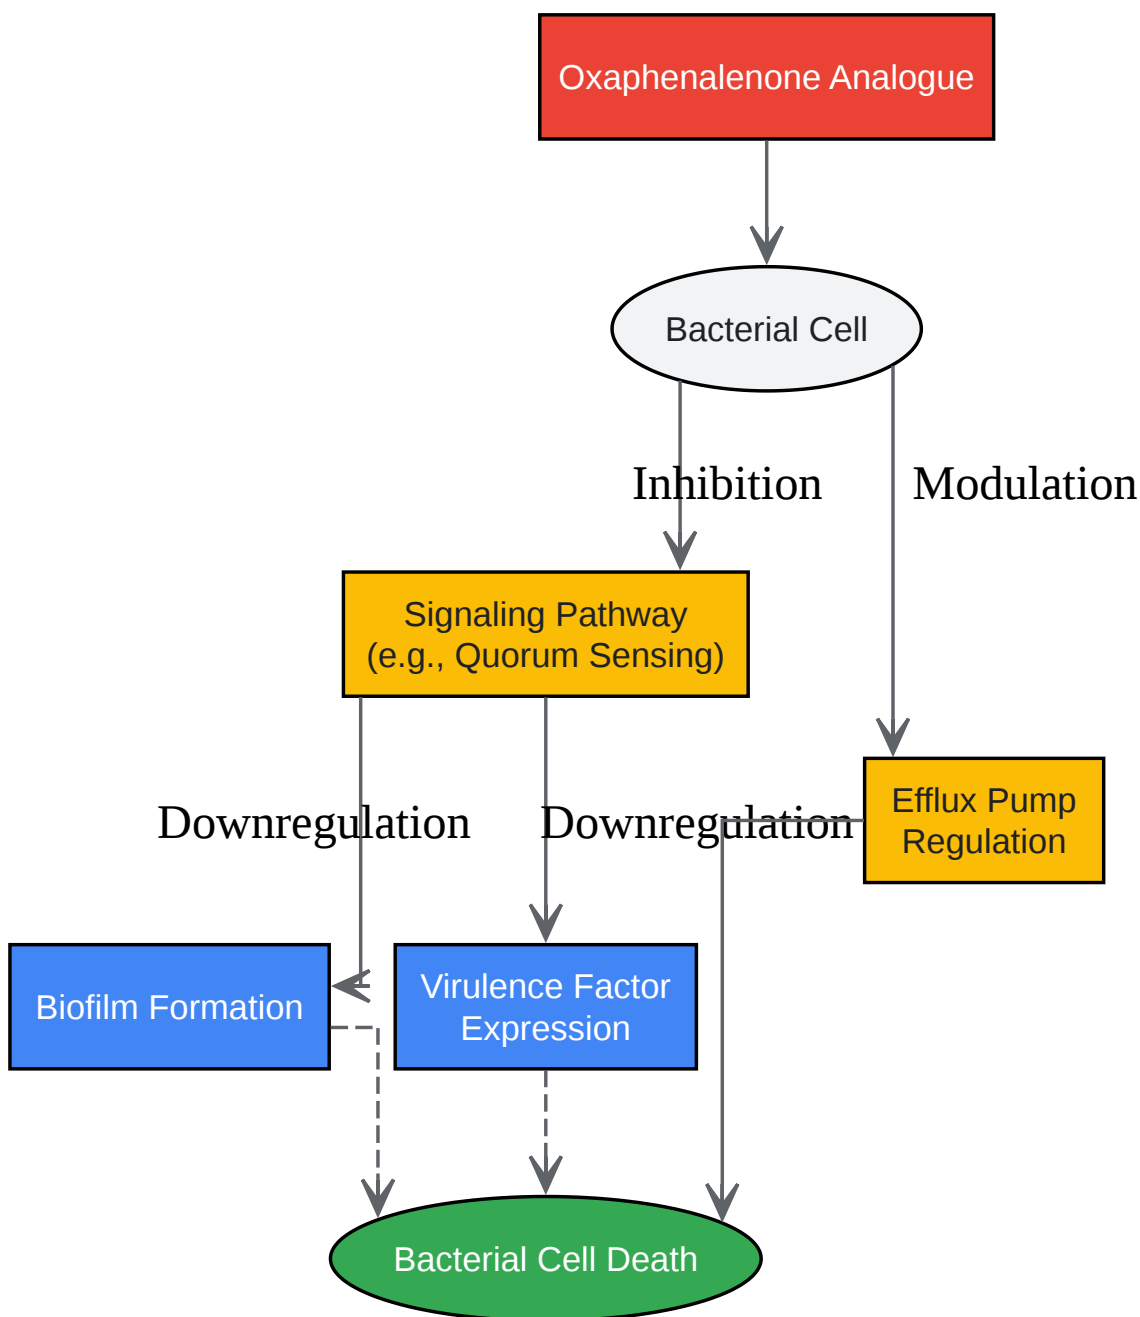 Oxaphenalenone Analogue
Bacterial Cell
Inhibition
Modulation
Signaling Pathway
(e.g., Quorum Sensing)
Downregulation
Downregulation
Efflux Pump
Regulation
Biofilm Formation
Virulence Factor
Expression
Bacterial Cell Death